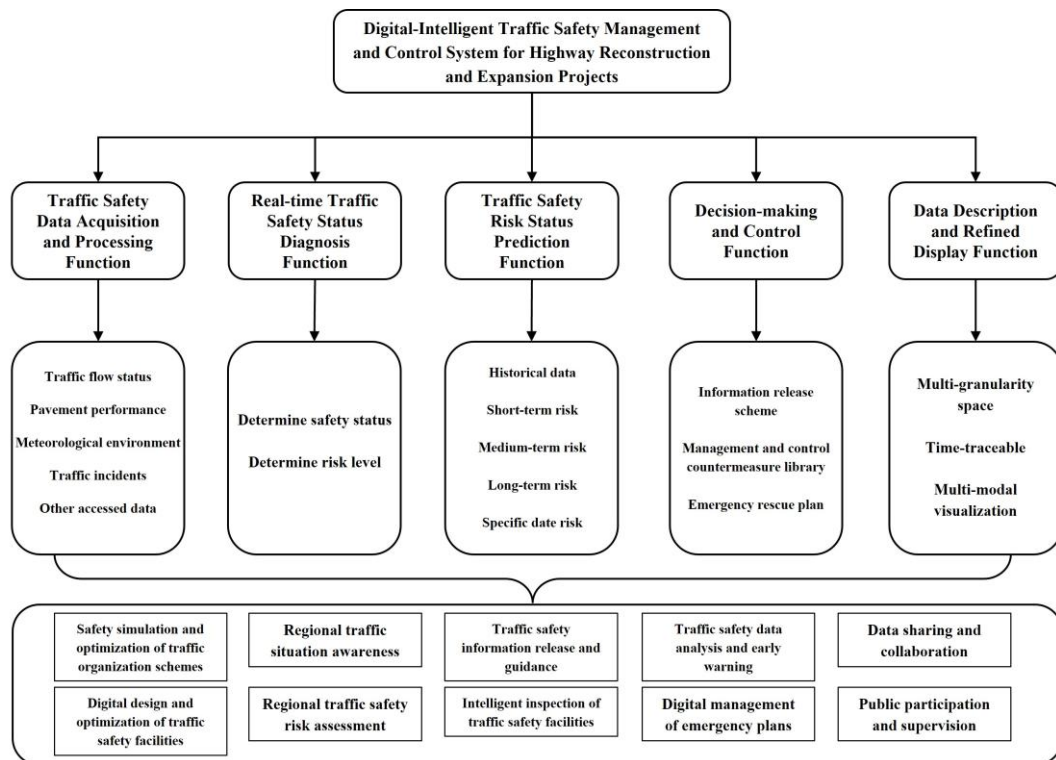 Digital-Intelligent Traffic Safety Management
and Control System for Highway Reconstruction
and Expansion Projects
Traffic Safety
Data Acquisition
and Processing
Function
Real-time Traffic
Safety Status
Diagnosis
Function
Traffic Safety
Risk Status
Prediction
Function
Decision-making
and Control
Function
Data Description
and Refined
Display Function
Traffic flow status
Pavement performance
Meteorological environment
Traffic incidents
Other accessed data
Determine safety status
Determine risk level
Historical data
Short-term risk
Medium-term risk
Long-term risk
Specific date risk
Information release
scheme
Management and control
countermeasure library
Emergency rescue plan
Multi-granularity
space
Time-traceable
Multi-modal
visualization
Safety simulation and
optimization of traffic
organization schemes
Regional traffic
situation awareness
Traffic safety
information release and
guidance
Traffic safety data
analysis and early
warning
Data sharing and
collaboration
Digital design and
optimization of traffic
safety facilities
Regional traffic safety
risk assessment
Intelligent inspection of
traffic safety facilities
Digital management
of emergency plans
Public participation
and supervision